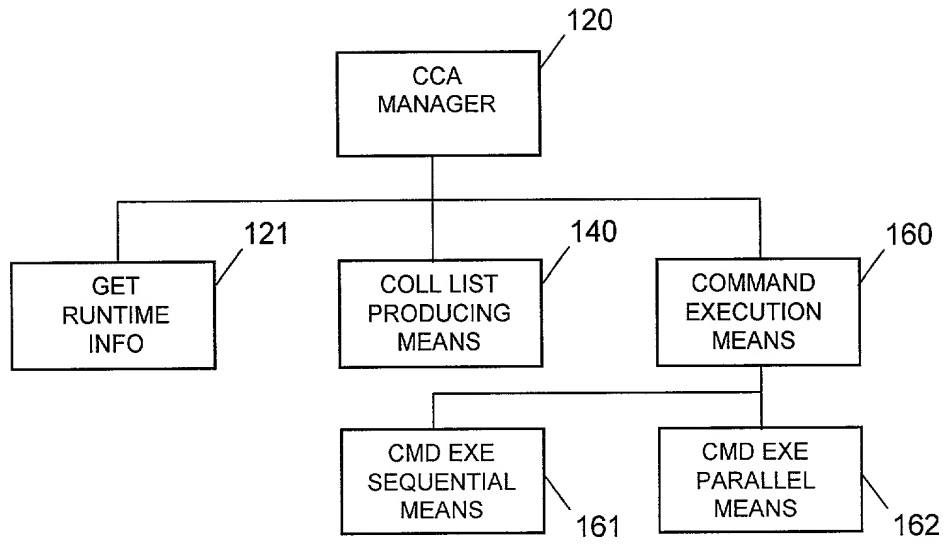 120
CCA
MANAGER
121
GET
RUNTIME
INFO
140
COLL LIST
PRODUCING
MEANS
160
COMMAND
EXECUTION
MEANS
CMD EXE
SEQUENTIAL
MEANS
161
CMD EXE
PARALLEL
MEANS
162